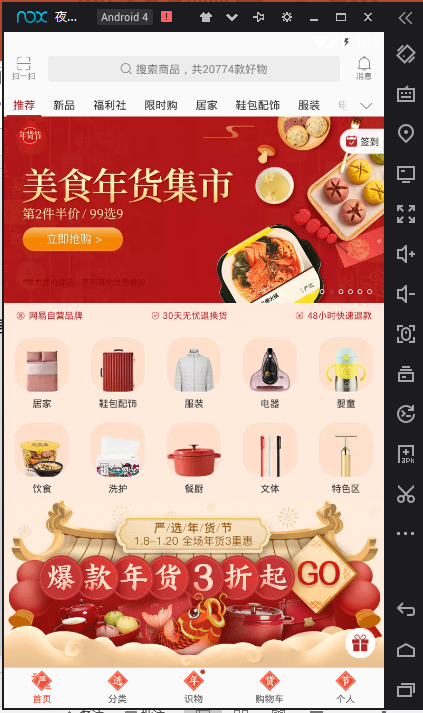 nox 夜... Android 4
搜索商品，共20774款好物
扫一扫
消息
推荐 新品 福利社 限时购 居家 鞋包配饰 服装
年货节
签到
美食年货集市
第2件半价 / 99选9
立即抢购 >
网易自营品牌 30天无忧退换货 48小时快速退款
居家 鞋包配饰 服装 电器 婴童
饮食 洗护 餐厨 文体 特色区
严/选/年/货/节
1.8-1.20 全场年货3重惠
爆款年货3折起GO
严 选 年 货 节
首页 分类 识物 购物车 个人